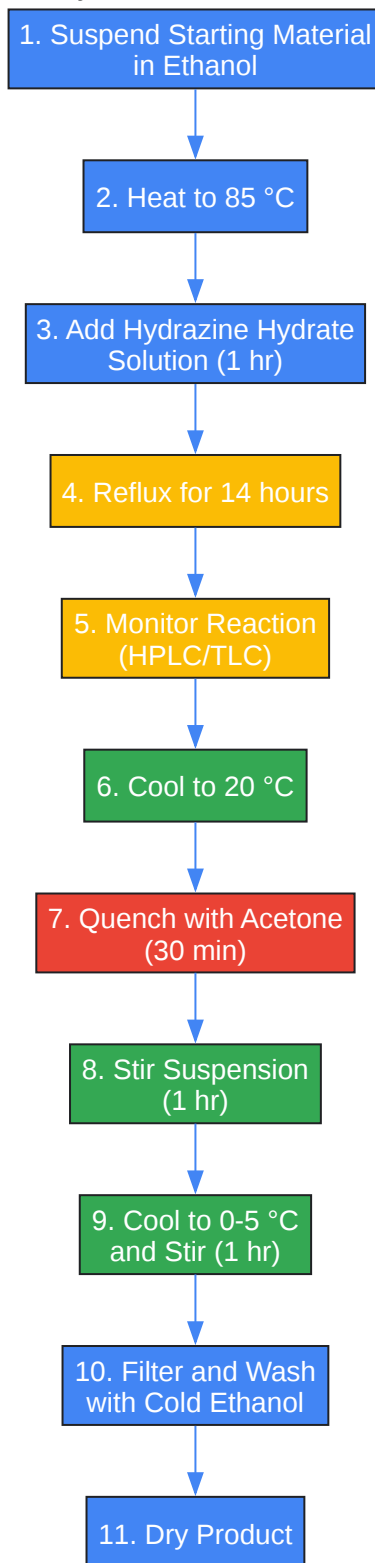 1. Suspend Starting Material
in Ethanol
2. Heat to 85 °C
3. Add Hydrazine Hydrate
Solution (1 hr)
4. Reflux for 14 hours
5. Monitor Reaction
(HPLC/TLC)
6. Cool to 20 °C
7. Quench with Acetone
(30 min)
8. Stir Suspension
(1 hr)
9. Cool to 0-5 °C
and Stir (1 hr)
10. Filter and Wash
with Cold Ethanol
11. Dry Product